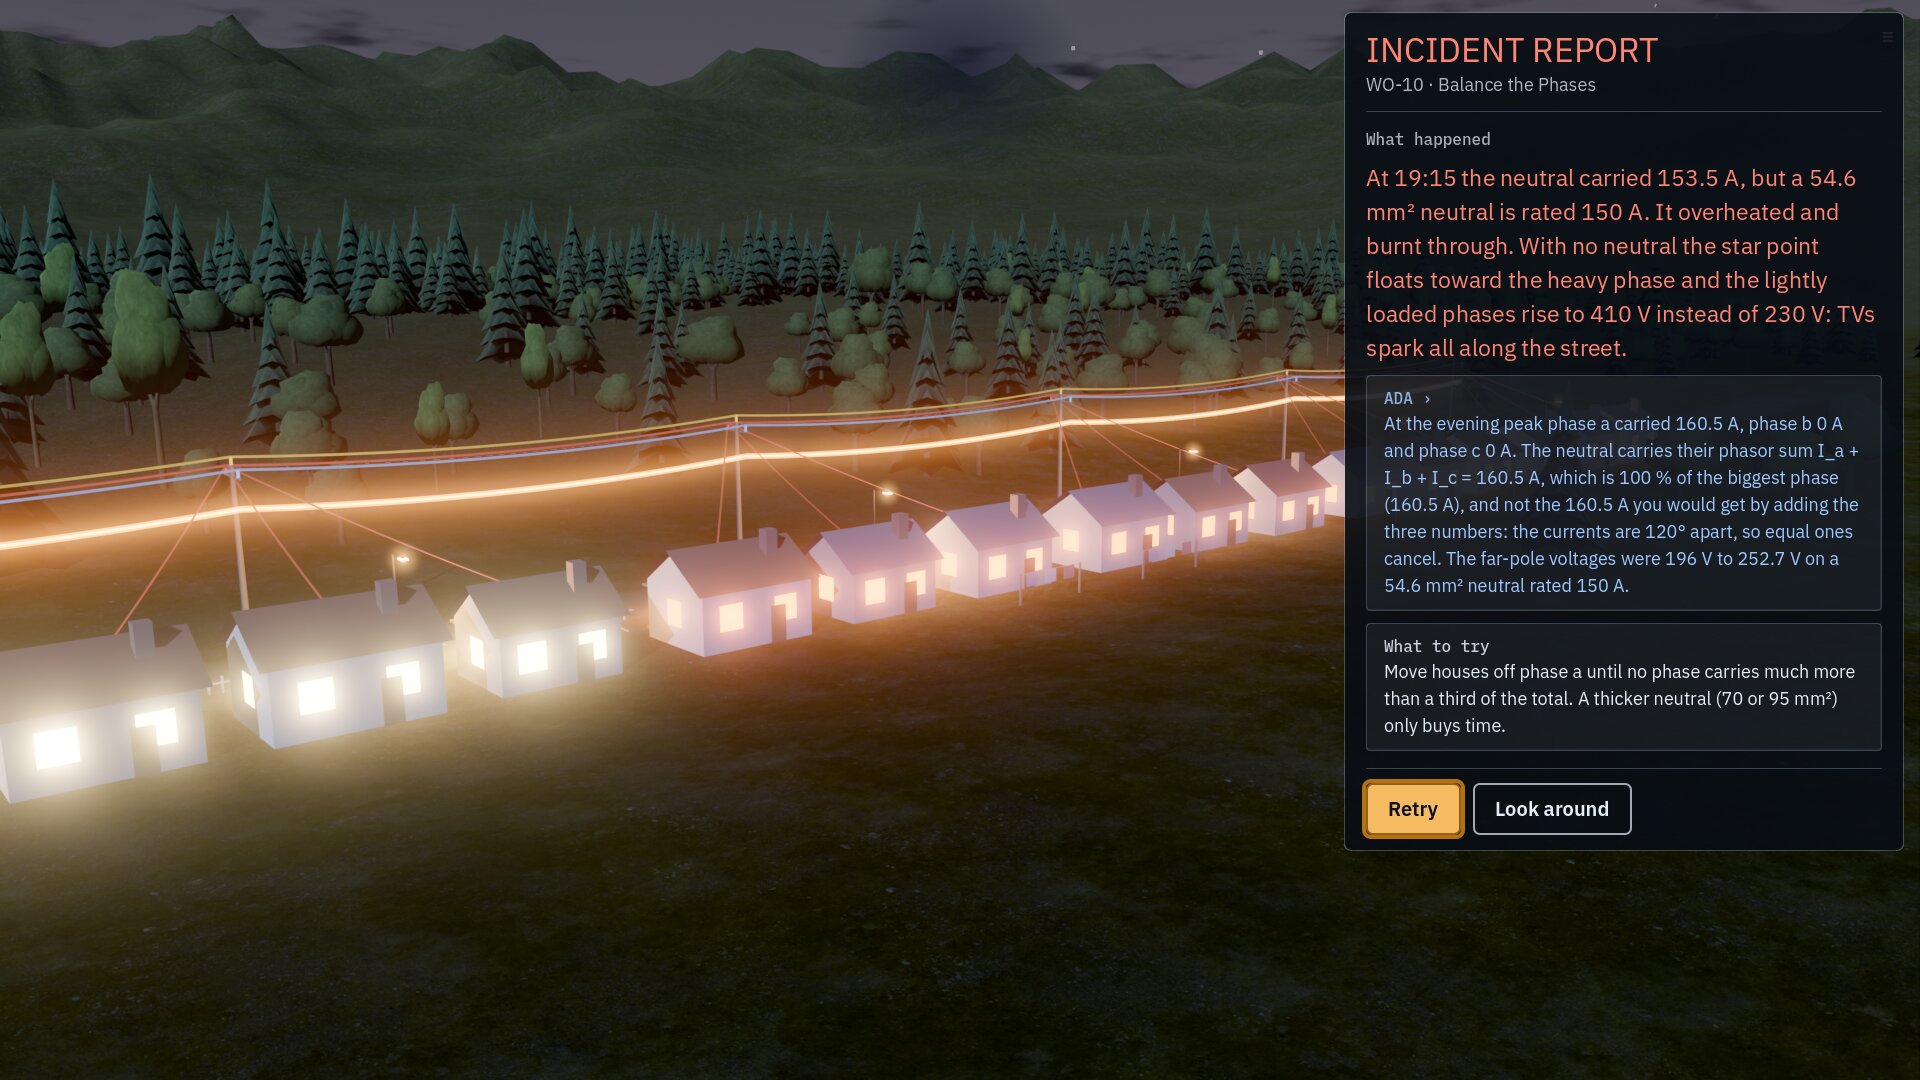 INCIDENT REPORT
WO-10 · Balance the Phases
What happened
At 19:15 the neutral carried 153.5 A, but a 54.6
mm² neutral is rated 150 A. It overheated and
burnt through. With no neutral the star point
floats toward the heavy phase and the lightly
loaded phases rise to 410 V instead of 230 V: TVs
spark all along the street.
ADA ›
At the evening peak phase a carried 160.5 A, phase b 0 A
and phase c 0 A. The neutral carries their phasor sum I_a +
I_b + I_c = 160.5 A, which is 100 % of the biggest phase
(160.5 A), and not the 160.5 A you would get by adding the
three numbers: the currents are 120° apart, so equal ones
cancel. The far-pole voltages were 196 V to 252.7 V on a
54.6 mm² neutral rated 150 A.
What to try
Move houses off phase a until no phase carries much more
than a third of the total. A thicker neutral (70 or 95 mm²)
only buys time.
Retry
Look around